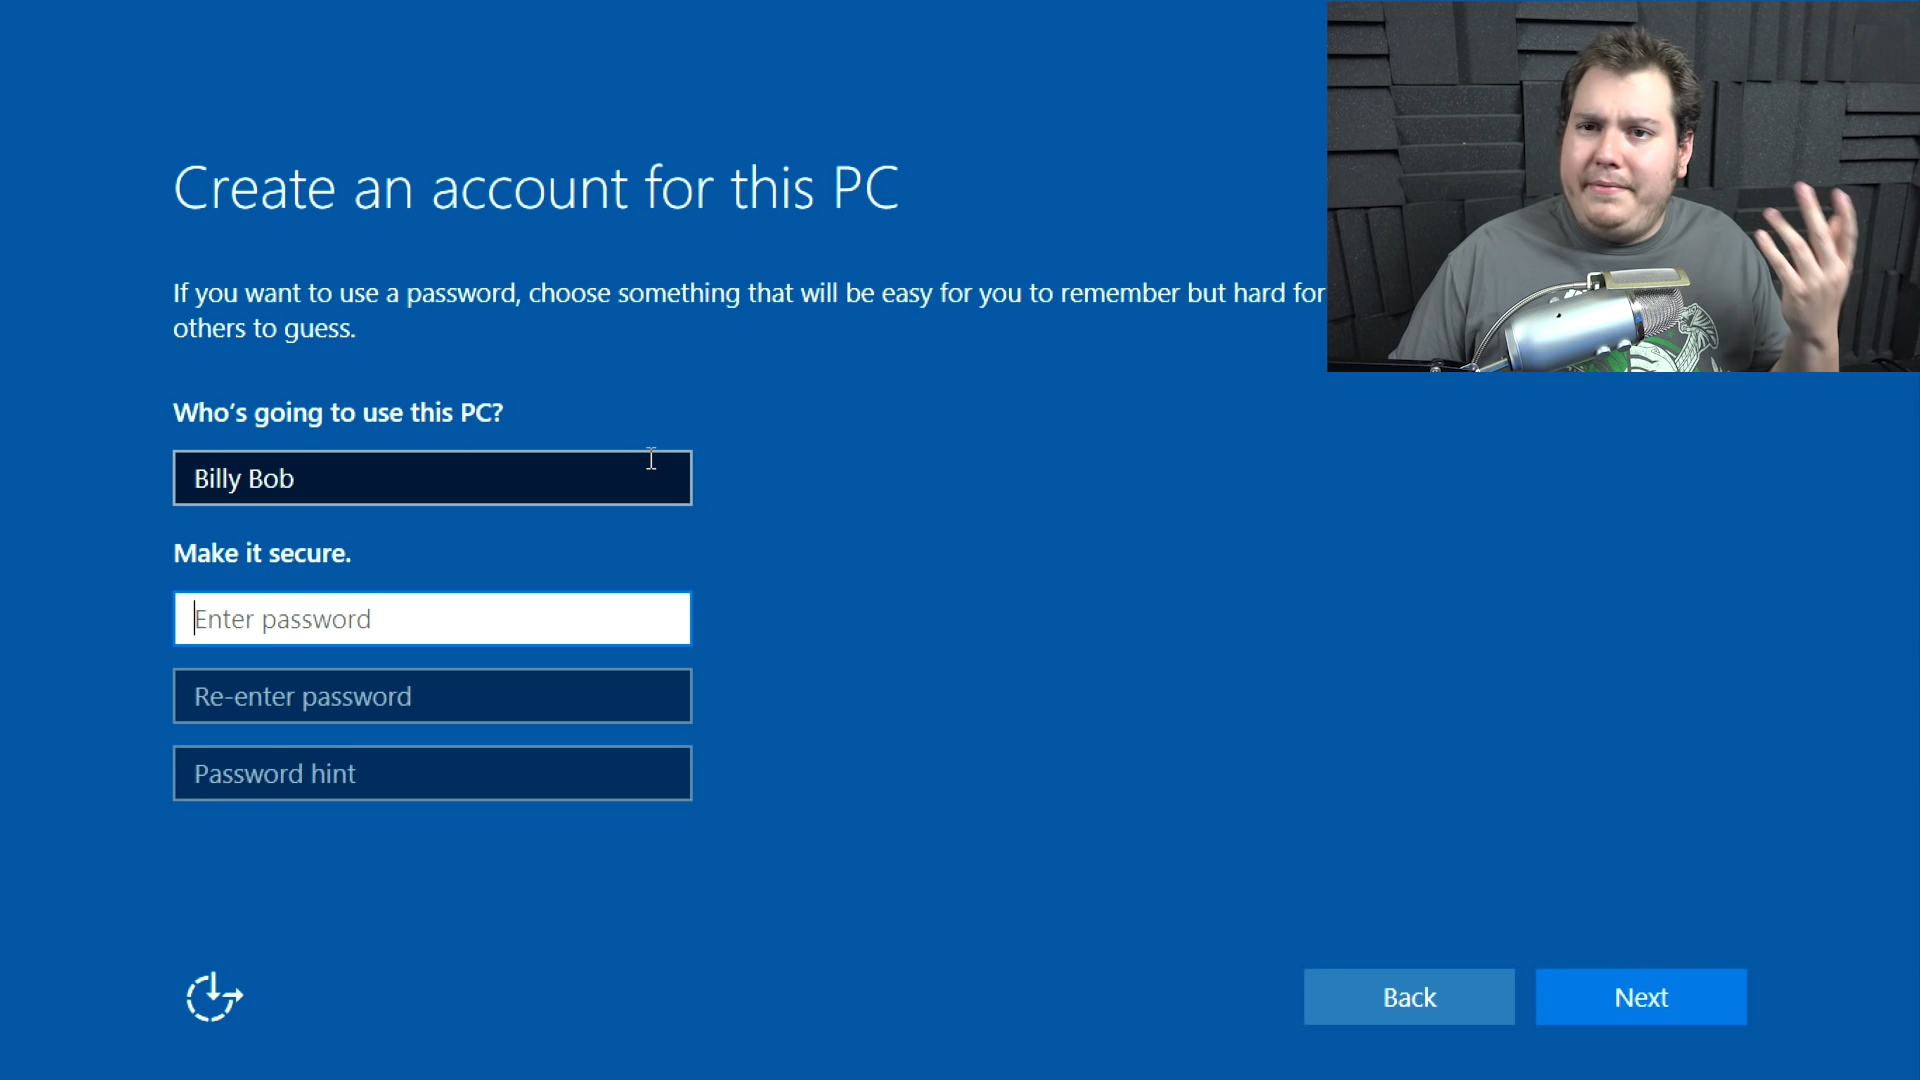 Create an account for this PC
If you want to use a password, choose something that will be easy for you to remember but hard for
others to guess.
Who's going to use this PC?
Billy Bob
Make it secure.
Enter password
Re-enter password
Password hint
Back
Next